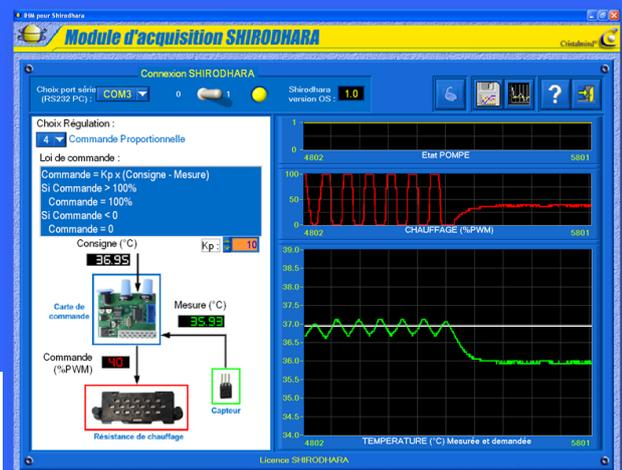 IHM pour Shirodhara
Module d'acquisition SHIRODHARA
Cristalmind
Connexion SHIRODHARA
Choix port série
(RS232 PC) : COM3
0 1
Shirodhara
version OS : 1.0
?
Choix Régulation :
4 Commande Proportionnelle
Loi de commande :
Commande = Kp x (Consigne - Mesure)
Si Commande > 100%
Commande = 100%
Si Commande < 0
Commande = 0
Consigne (°C)
36.95
Kp : 10
Carte de
commande
Mesure (°C)
35.93
Commande
(%PWM)
40
Capteur
Résistance de chauffage
1
0
4802 Etat POMPE 5801
100
50
0
4802 CHAUFFAGE (%PWM) 5801
39.0
38.5
38.0
37.5
37.0
36.5
36.0
35.5
35.0
34.5
34.0
4802 TEMPERATURE (°C) Mesurée et demandée 5801
Licence SHIRODHARA